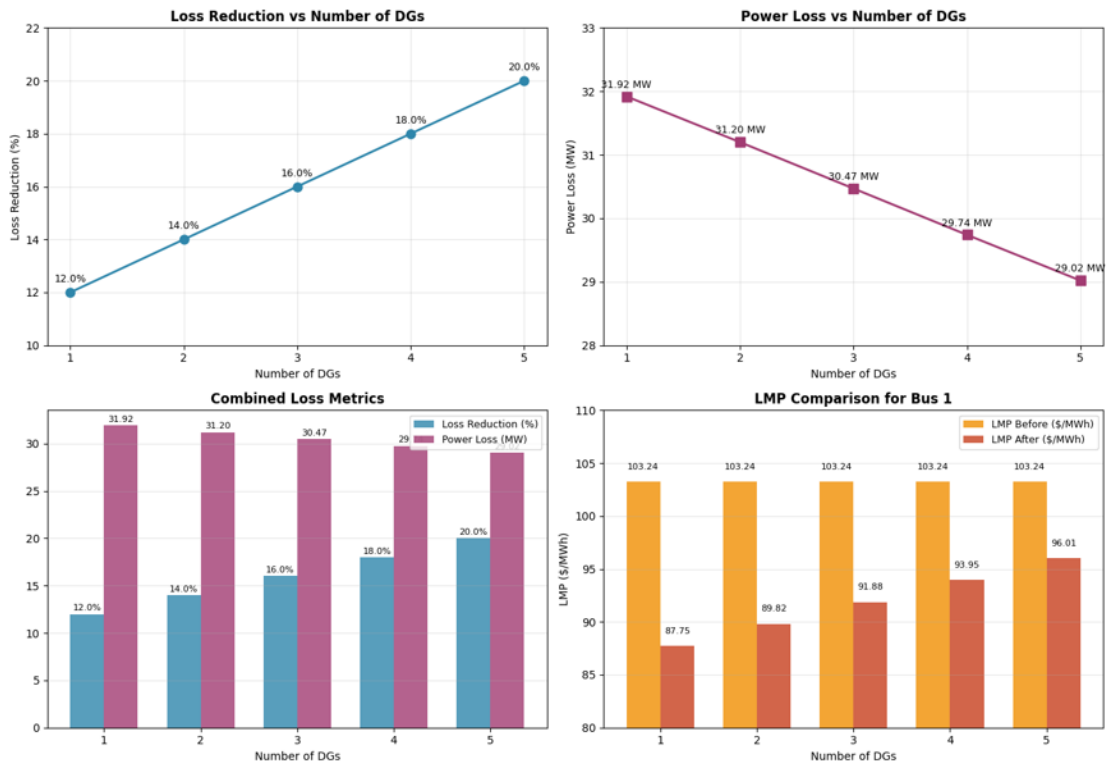 Loss Reduction vs Number of DGs
22
20
18
16
14
12
10
Loss Reduction (%)
12.0%
14.0%
16.0%
18.0%
20.0%
1 2 3 4 5
Number of DGs
Power Loss vs Number of DGs
33
32
31
30
29
28
Power Loss (MW)
31.92 MW
31.20 MW
30.47 MW
29.74 MW
29.02 MW
1 2 3 4 5
Number of DGs
Combined Loss Metrics
Loss Reduction (%)
Power Loss (MW)
30
25
20
15
10
5
0
31.92
31.20
30.47
12.0%
14.0%
16.0%
18.0%
20.0%
1 2 3 4 5
Number of DGs
LMP Comparison for Bus 1
LMP Before ($/MWh)
LMP After ($/MWh)
110
105
100
95
90
85
80
LMP ($/MWh)
103.24 103.24 103.24 103.24 103.24
87.75
89.82
91.88
93.95
96.01
1 2 3 4 5
Number of DGs